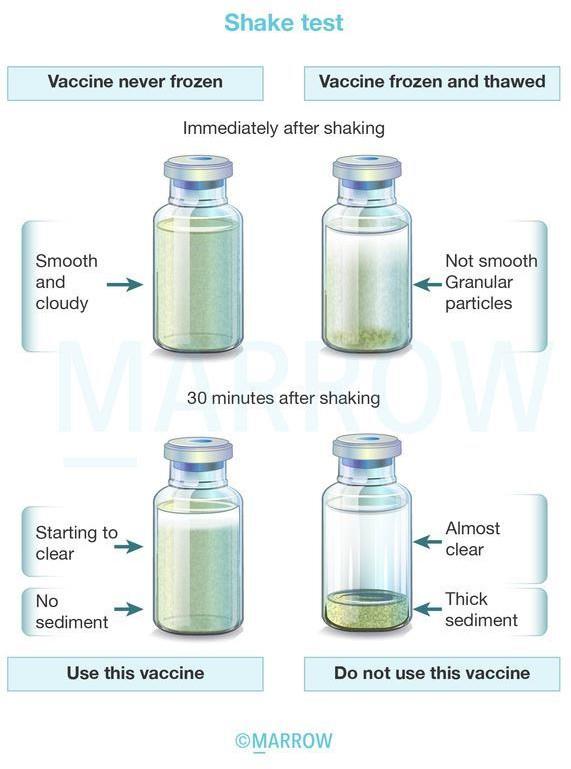 Shake test
Vaccine never frozen
Vaccine frozen and thawed
Immediately after shaking
Smooth
and
cloudy
Not smooth
Granular
particles
MARROW
30 minutes after shaking
Starting to
clear
No
sediment
Almost
clear
Thick
sediment
Use this vaccine
Do not use this vaccine
©MARROW